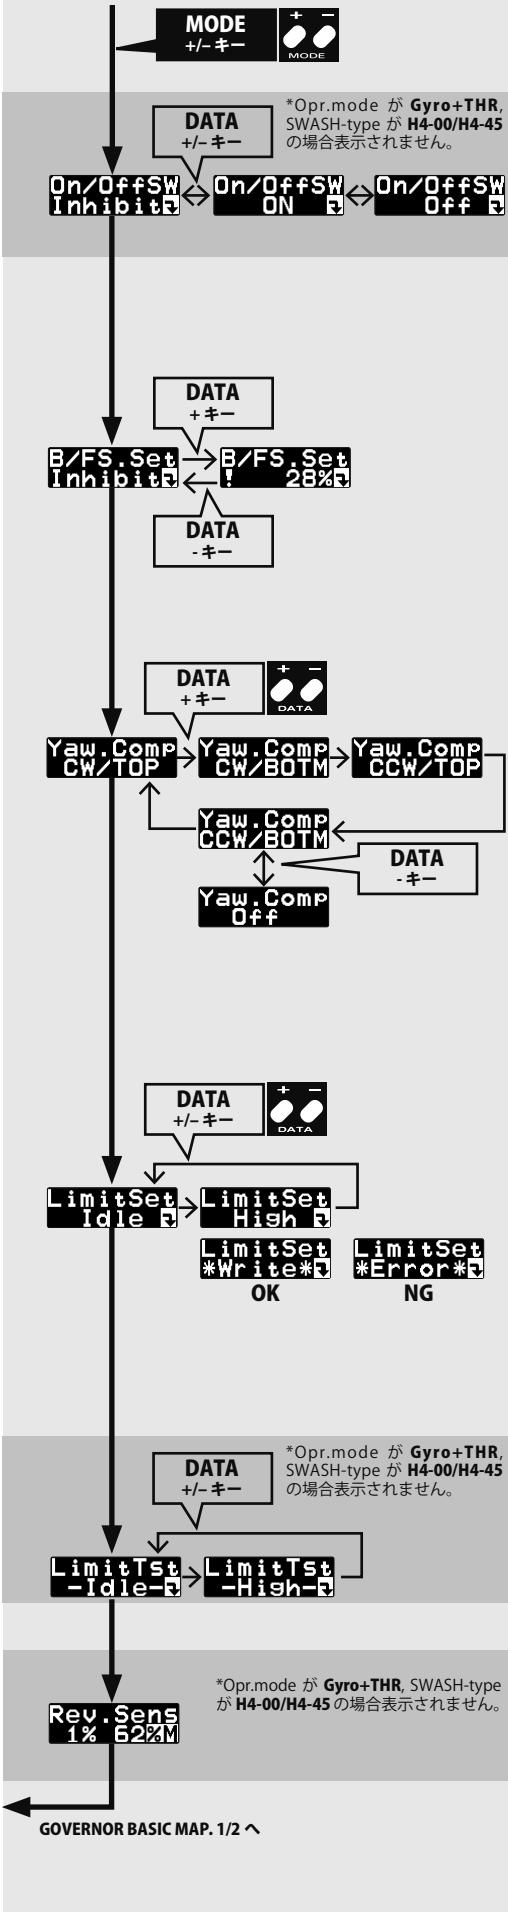 MODE
+/– キー
+ –
MODE
*Opr.mode が Gyro+THR,
SWASH-type が H4-00/H4-45
の場合表示されません。
DATA
+/– キー
On/OffSW
Inhibit
On/OffSW
ON
On/OffSW
Off
DATA
+ キー
B/FS.Set
Inhibit
B/FS.Set
! 28%
DATA
- キー
DATA
+ キー
+ –
DATA
Yaw.Comp
CW/TOP
Yaw.Comp
CW/BOTM
Yaw.Comp
CCW/TOP
Yaw.Comp
CCW/BOTM
DATA
- キー
Yaw.Comp
Off
DATA
+/– キー
+ –
DATA
LimitSet
Idle
LimitSet
High
LimitSet
*Write*
OK
LimitSet
*Error*
NG
*Opr.mode が Gyro+THR,
SWASH-type が H4-00/H4-45
の場合表示されません。
DATA
+/– キー
LimitTst
-Idle-
LimitTst
-High-
*Opr.mode が Gyro+THR, SWASH-type
が H4-00/H4-45 の場合表示されません。
Rev.Sens
1% 62%M
GOVERNOR BASIC MAP. 1/2 へ